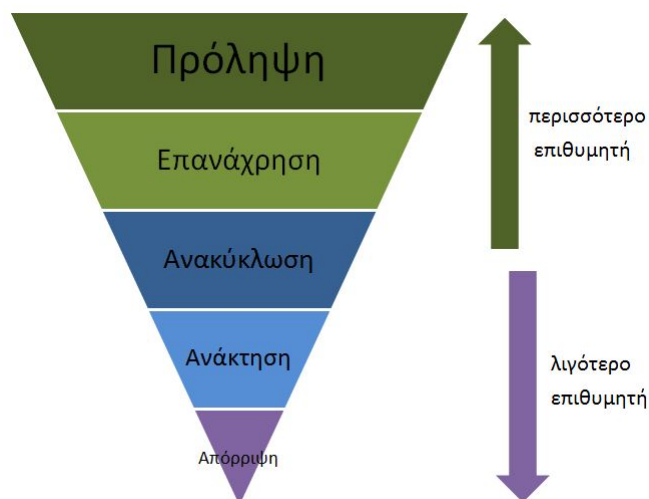 Πρόληψη
περισσότερο
επιθυμητή
Επανάχρηση
Ανακύκλωση
Ανάκτηση
λιγότερο
επιθυμητή
Απόρριψη